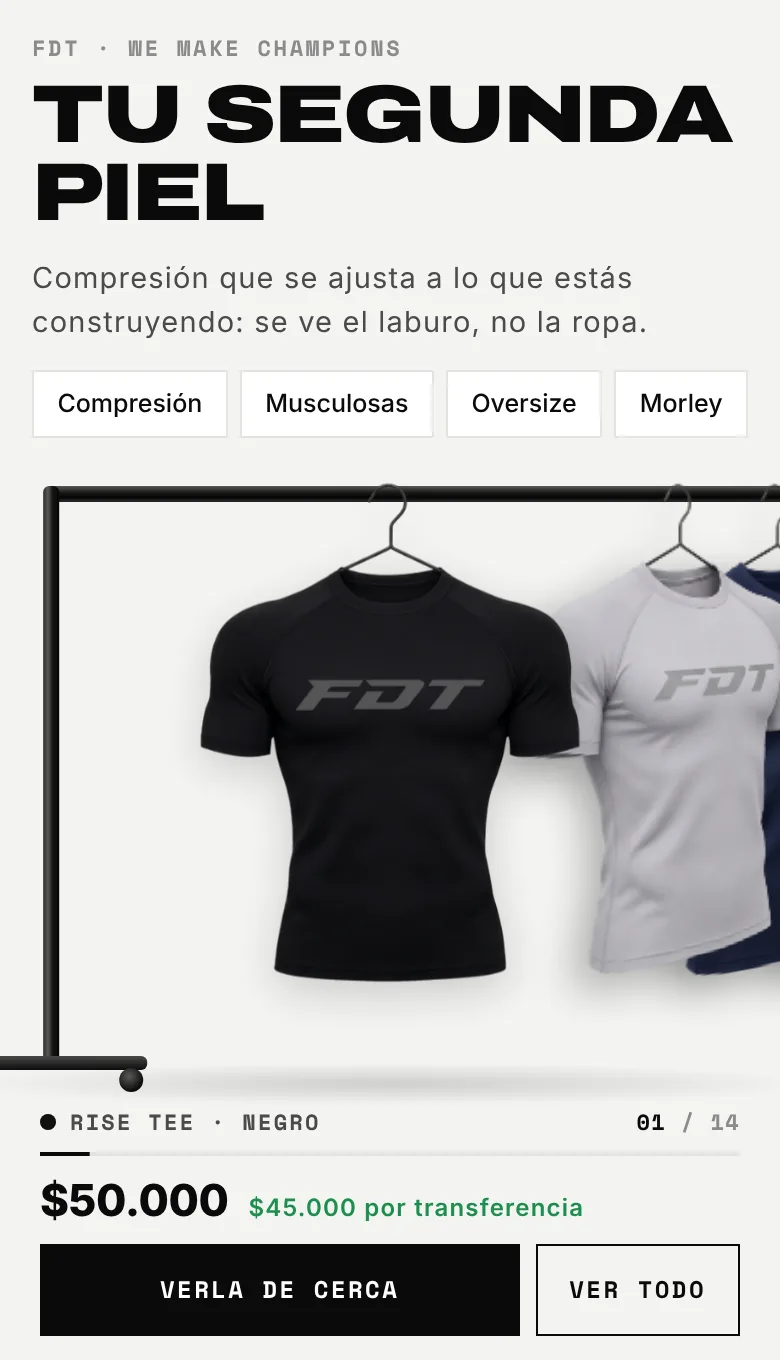 FDT · WE MAKE CHAMPIONS
TU SEGUNDA
PIEL
Compresión que se ajusta a lo que estás
construyendo: se ve el laburo, no la ropa.
Compresión
Musculosas
Oversize
Morley
FDT
FDT
RISE TEE · NEGRO
01 / 14
$50.000 $45.000 por transferencia
VERLA DE CERCA
VER TODO